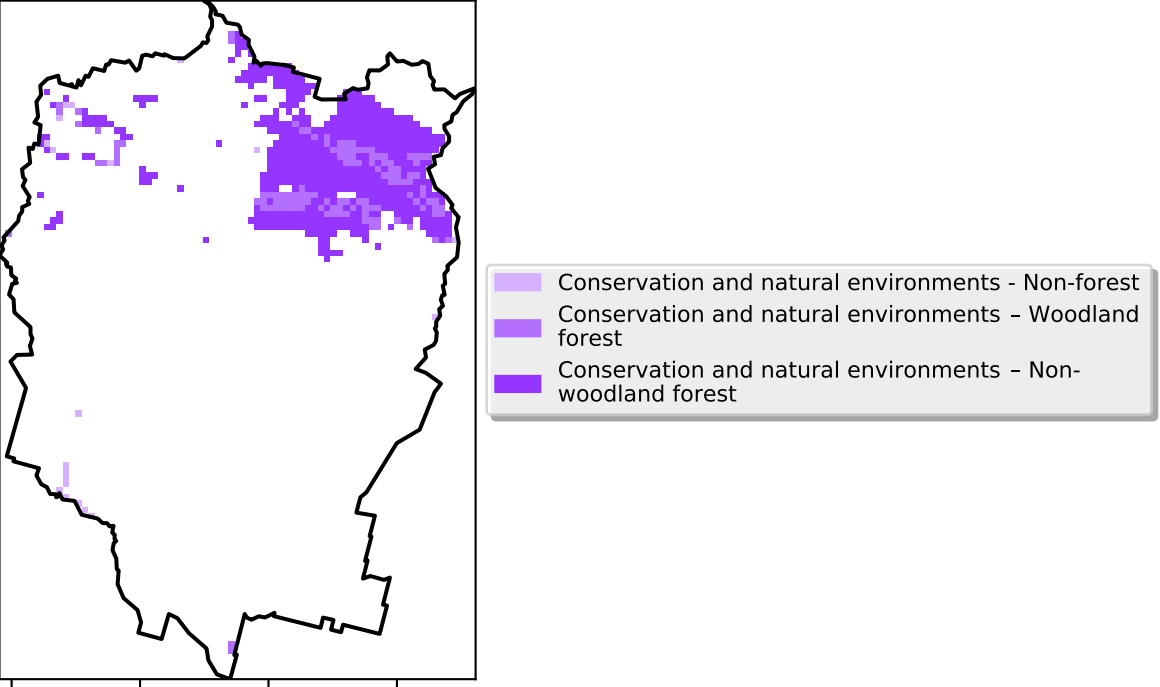 Conservation and natural environments - Non-forest
Conservation and natural environments – Woodland
forest
Conservation and natural environments – Non-
woodland forest